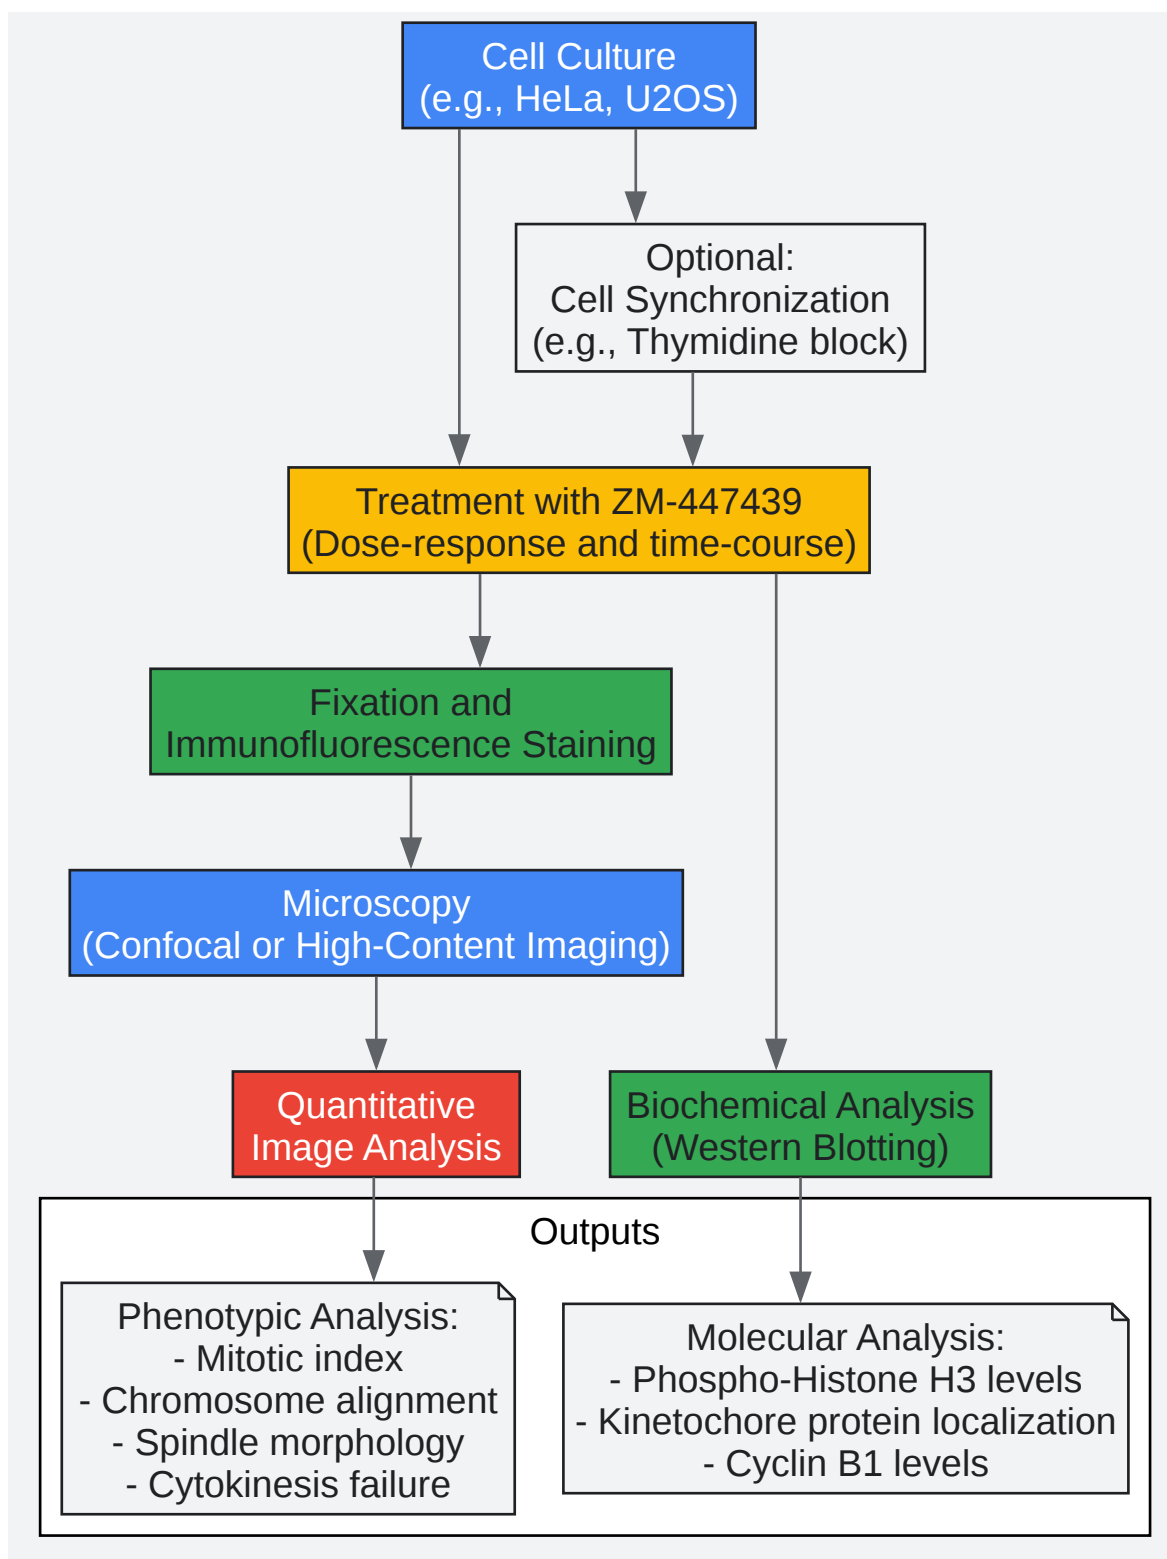 Cell Culture
(e.g., HeLa, U2OS)
Optional:
Cell Synchronization
(e.g., Thymidine block)
Treatment with ZM-447439
(Dose-response and time-course)
Fixation and
Immunofluorescence Staining
Microscopy
(Confocal or High-Content Imaging)
Quantitative
Image Analysis
Biochemical Analysis
(Western Blotting)
Outputs
Phenotypic Analysis:
- Mitotic index
- Chromosome alignment
- Spindle morphology
- Cytokinesis failure
Molecular Analysis:
- Phospho-Histone H3 levels
- Kinetochore protein localization
- Cyclin B1 levels